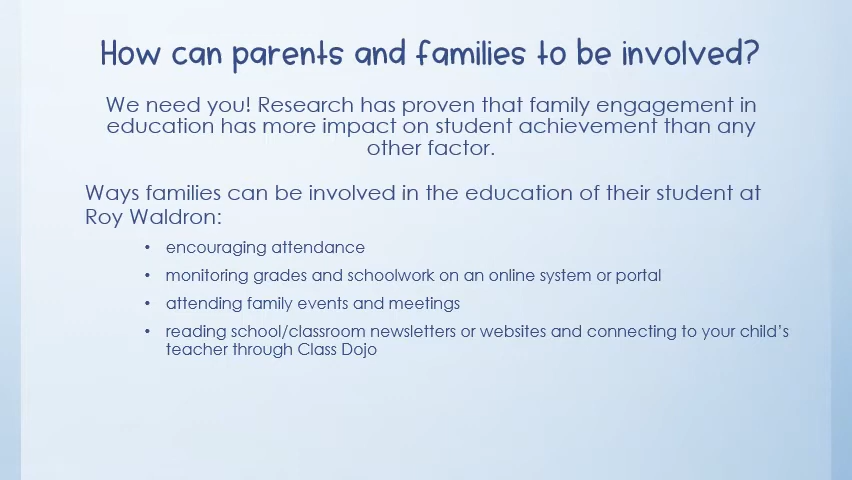 How can parents and families to be involved?
We need you! Research has proven that family engagement in
education has more impact on student achievement than any
other factor.
Ways families can be involved in the education of their student at
Roy Waldron:
• encouraging attendance
• monitoring grades and schoolwork on an online system or portal
• attending family events and meetings
• reading school/classroom newsletters or websites and connecting to your child’s
teacher through Class Dojo